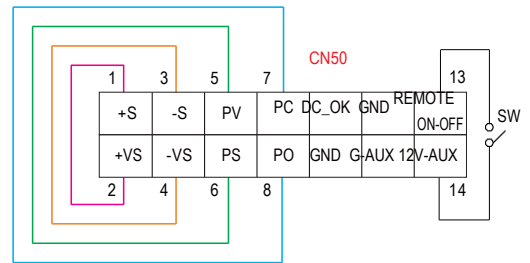 CN50
1 3 5 7 13
+S -S PV PC DC_OK GND REMOTE ON-OFF
SW
+VS -VS PS PO GND G-AUX 12V-AUX
2 4 6 8 14